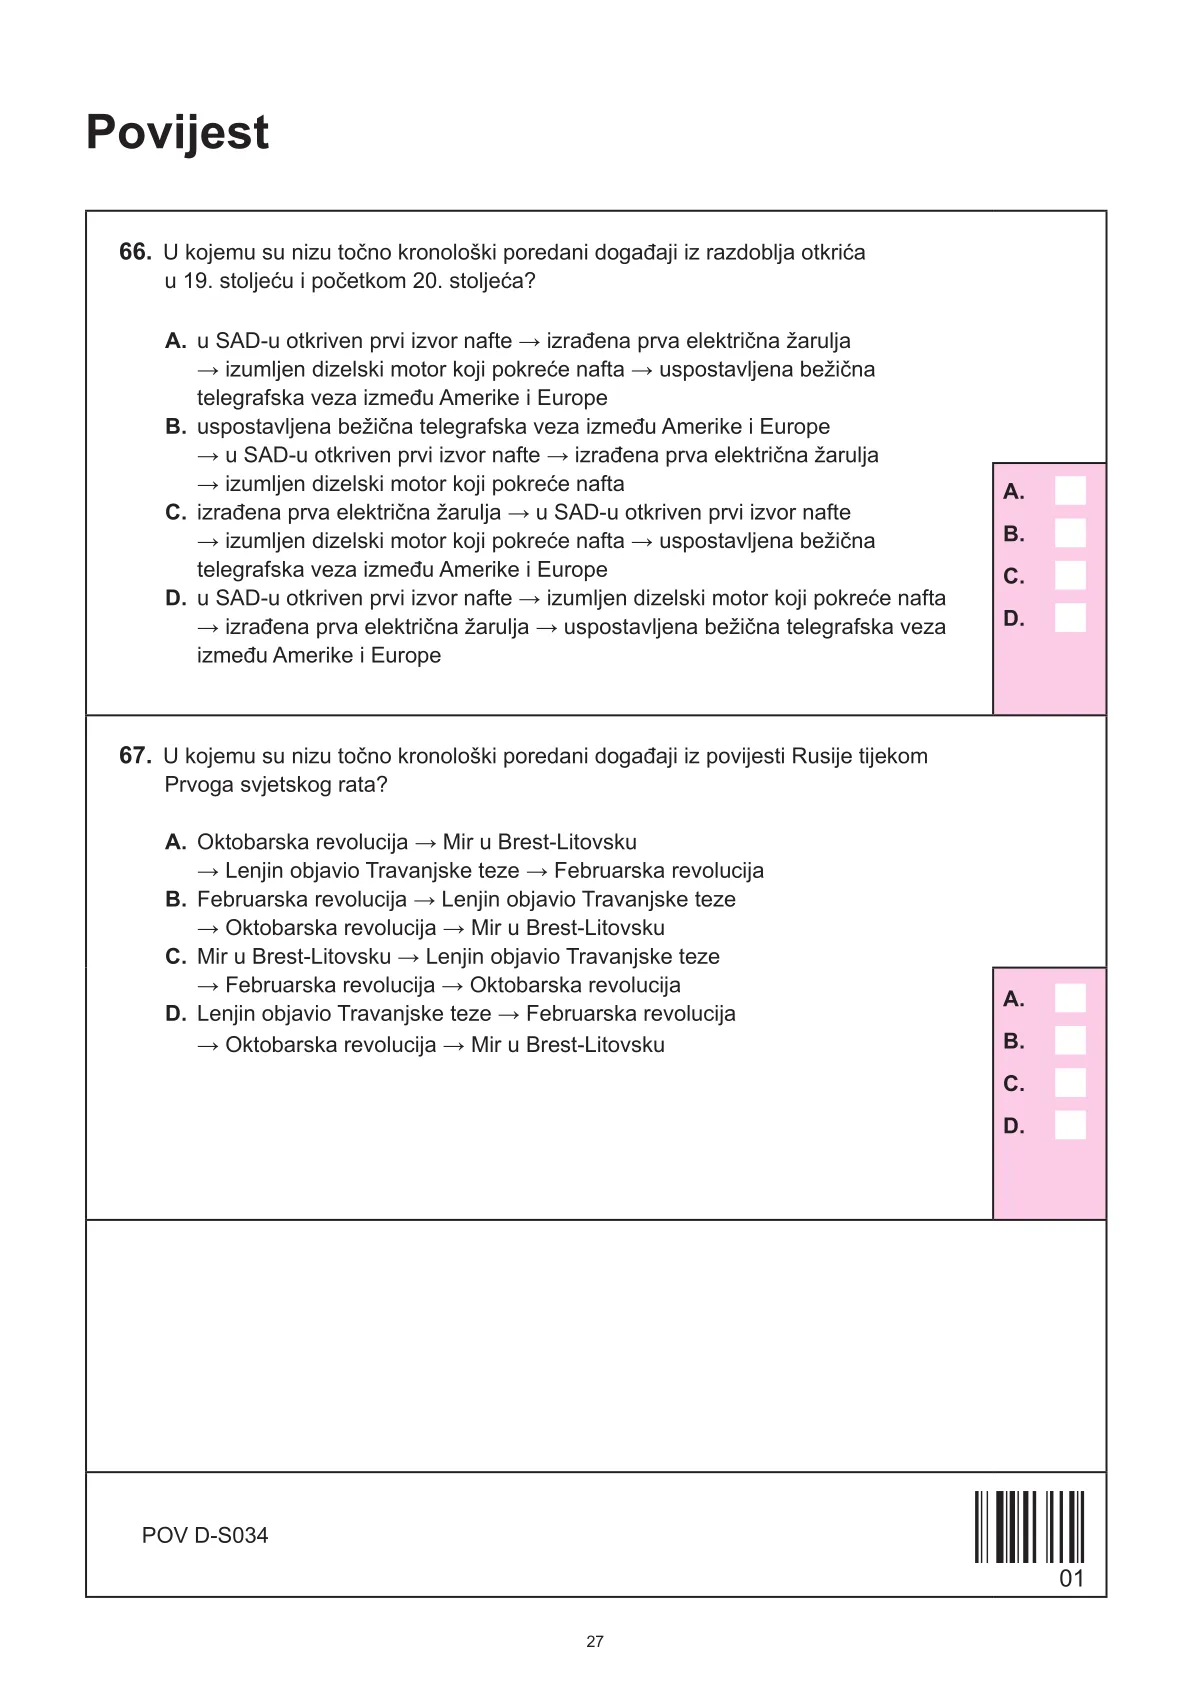 Povijest
66. U kojemu su nizu točno kronološki poredani događaji iz razdoblja otkrića
u 19. stoljeću i početkom 20. stoljeća?
A. u SAD-u otkriven prvi izvor nafte → izrađena prva električna žarulja
→ izumljen dizelski motor koji pokreće nafta → uspostavljena bežična
telegrafska veza između Amerike i Europe
B. uspostavljena bežična telegrafska veza između Amerike i Europe
→ u SAD-u otkriven prvi izvor nafte → izrađena prva električna žarulja
→ izumljen dizelski motor koji pokreće nafta
C. izrađena prva električna žarulja → u SAD-u otkriven prvi izvor nafte
→ izumljen dizelski motor koji pokreće nafta → uspostavljena bežična
telegrafska veza između Amerike i Europe
D. u SAD-u otkriven prvi izvor nafte → izumljen dizelski motor koji pokreće nafta
→ izrađena prva električna žarulja → uspostavljena bežična telegrafska veza
između Amerike i Europe
A.
B.
C.
D.
67. U kojemu su nizu točno kronološki poredani događaji iz povijesti Rusije tijekom
Prvoga svjetskog rata?
A. Oktobarska revolucija → Mir u Brest-Litovsku
→ Lenjin objavio Travanjske teze → Februarska revolucija
B. Februarska revolucija → Lenjin objavio Travanjske teze
→ Oktobarska revolucija → Mir u Brest-Litovsku
C. Mir u Brest-Litovsku → Lenjin objavio Travanjske teze
→ Februarska revolucija → Oktobarska revolucija
D. Lenjin objavio Travanjske teze → Februarska revolucija
→ Oktobarska revolucija → Mir u Brest-Litovsku
A.
B.
C.
D.
POV D-S034
01
27